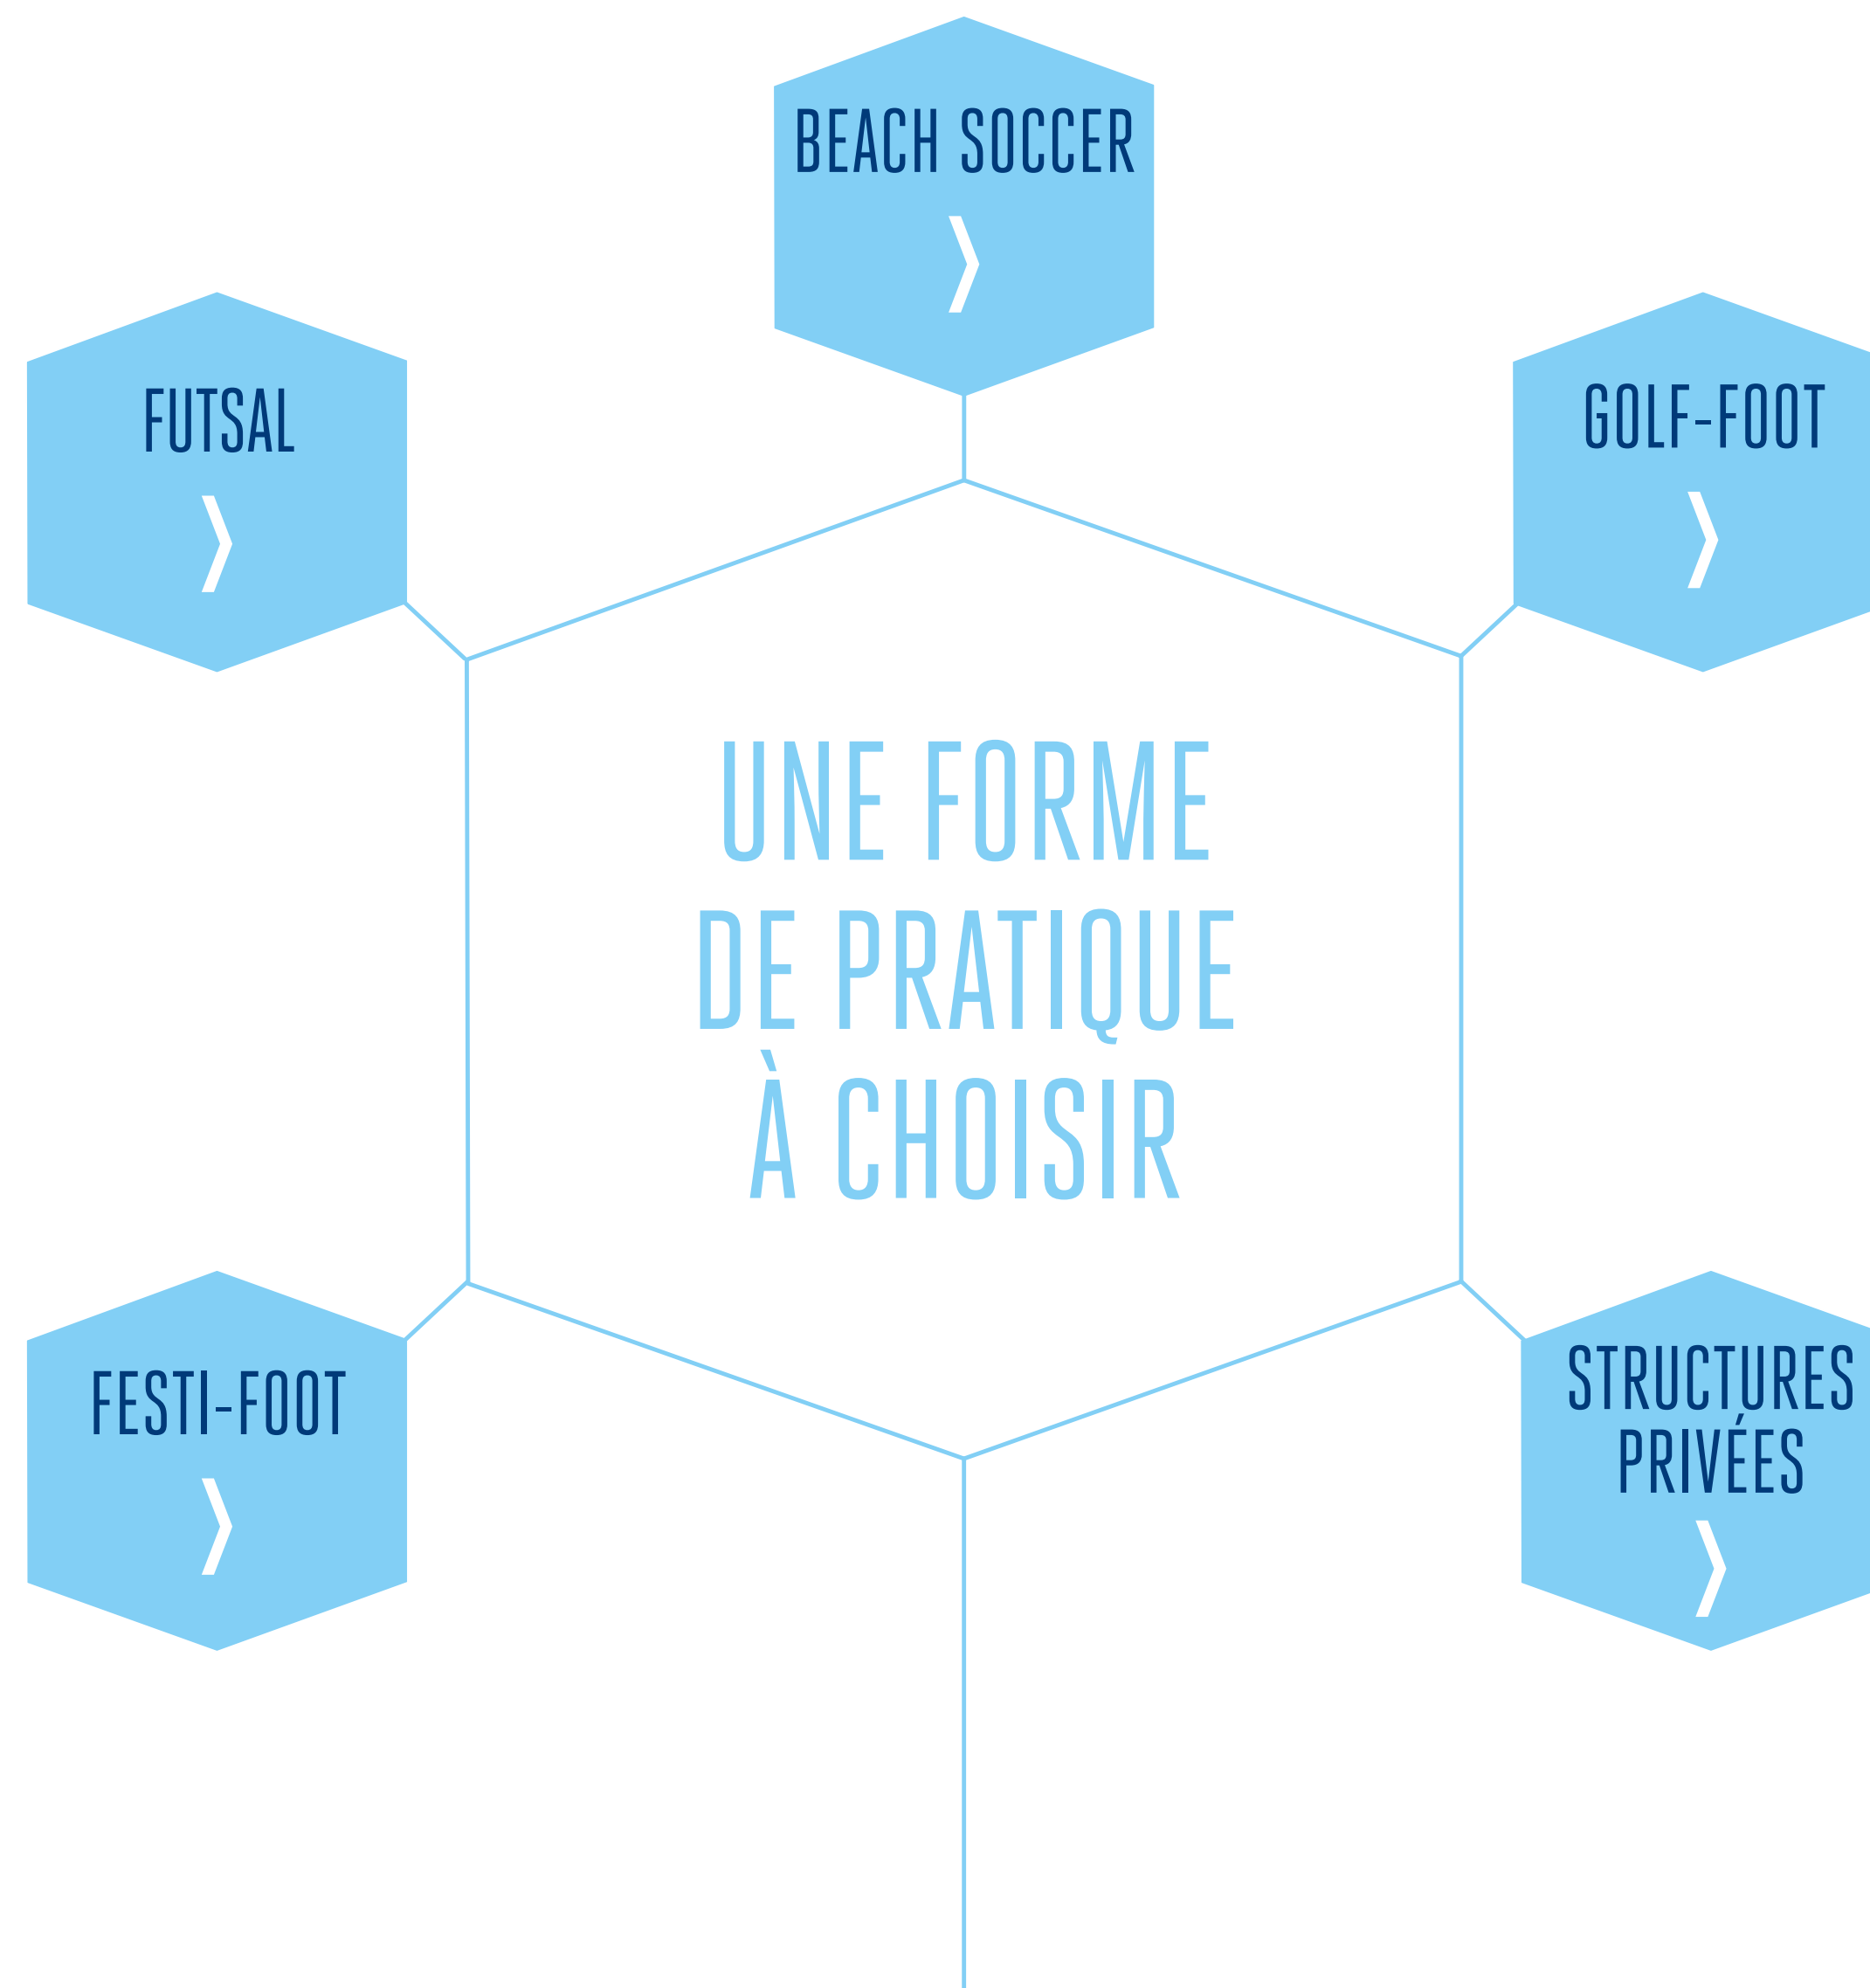 BEACH SOCCER
FUTSAL
GOLF-FOOT
UNE FORME
DE PRATIQUE
À CHOISIR
FESTI-FOOT
STRUCTURES
PRIVÉES